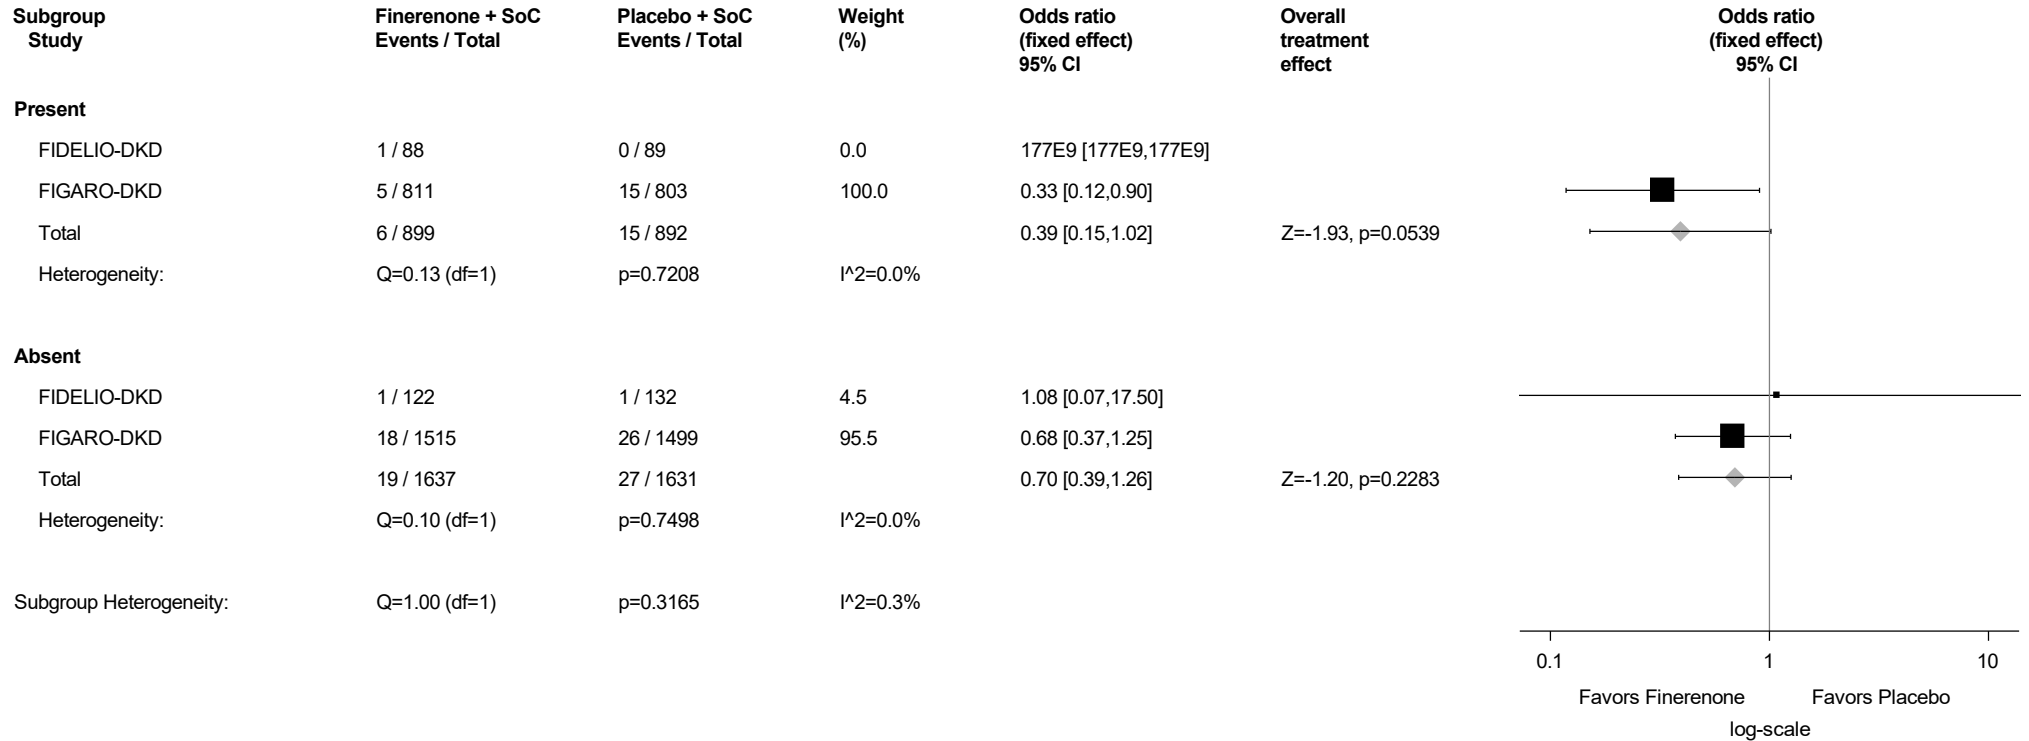 Subgroup Finerenone + SoC Placebo + SoC Weight Odds ratio Overall Odds ratio
Study Events / Total Events / Total (%) (fixed effect) treatment (fixed effect)
95% CI effect 95% CI
Present
FIDELIO-DKD 1 / 88 0 / 89 0.0 177E9 [177E9,177E9]
FIGARO-DKD 5 / 811 15 / 803 100.0 0.33 [0.12,0.90]
Total 6 / 899 15 / 892 0.39 [0.15,1.02] Z=-1.93, p=0.0539
Heterogeneity: Q=0.13 (df=1) p=0.7208 I^2=0.0%
Absent
FIDELIO-DKD 1 / 122 1 / 132 4.5 1.08 [0.07,17.50]
FIGARO-DKD 18 / 1515 26 / 1499 95.5 0.68 [0.37,1.25]
Total 19 / 1637 27 / 1631 0.70 [0.39,1.26] Z=-1.20, p=0.2283
Heterogeneity: Q=0.10 (df=1) p=0.7498 I^2=0.0%
Subgroup Heterogeneity: Q=1.00 (df=1) p=0.3165 I^2=0.3%
0.1 1 10
Favors Finerenone Favors Placebo
log-scale